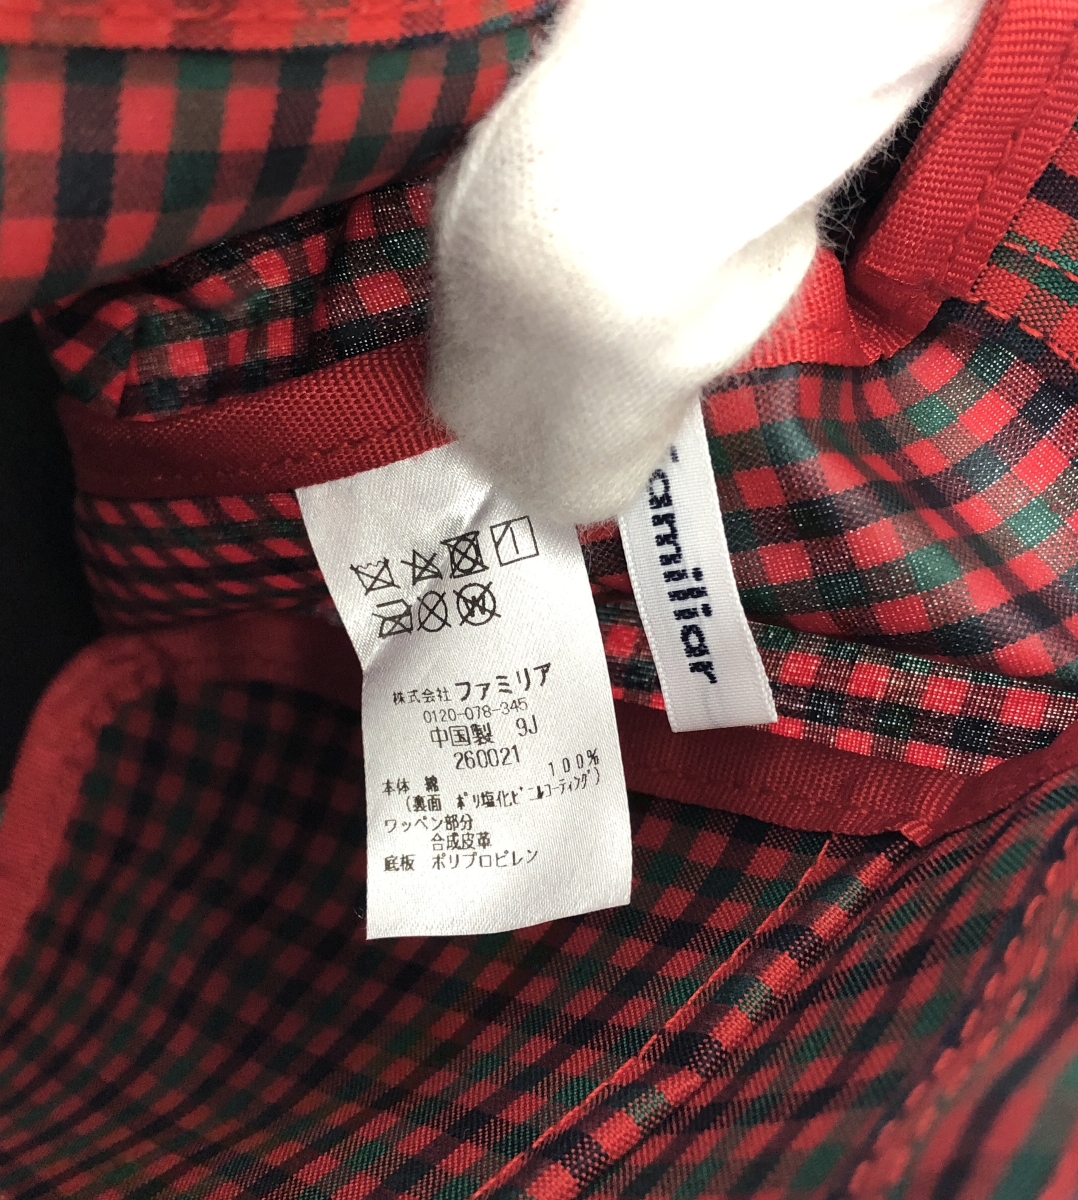 株式会社 ファミリア
0120-078-345
中国製 9J
260021
本体 綿 100%
(裏面 ポリ塩化ビニルコーティング)
ワッペン部分
合成皮革
底板 ポリプロピレン
familiar